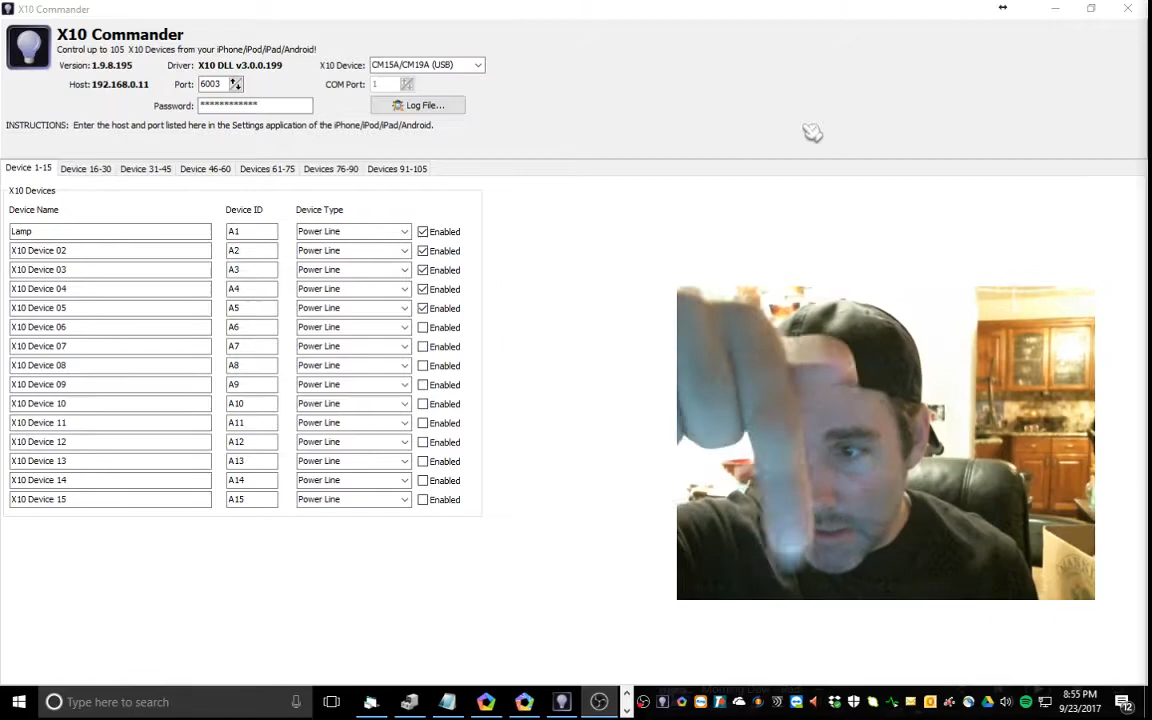 X10 Commander
X10 Commander
Control up to 105 X10 Devices from your iPhone/iPod/iPad/Android!
Version: 1.9.8.195 Driver: X10 DLL v3.0.0.199 X10 Device: CM15A/CM19A (USB)
Host: 192.168.0.11 Port: 6003 COM Port: 1
Password: ************ Log File...
INSTRUCTIONS: Enter the host and port listed here in the Settings application of the iPhone/iPod/iPad/Android.
Device 1-15 Device 16-30 Device 31-45 Device 46-60 Devices 61-75 Device 76-90 Devices 91-105
X10 Devices
Device Name Device ID Device Type
Lamp A1 Power Line Enabled
X10 Device 02 A2 Power Line Enabled
X10 Device 03 A3 Power Line Enabled
X10 Device 04 A4 Power Line Enabled
X10 Device 05 A5 Power Line Enabled
X10 Device 06 A6 Power Line Enabled
X10 Device 07 A7 Power Line Enabled
X10 Device 08 A8 Power Line Enabled
X10 Device 09 A9 Power Line Enabled
X10 Device 10 A10 Power Line Enabled
X10 Device 11 A11 Power Line Enabled
X10 Device 12 A12 Power Line Enabled
X10 Device 13 A13 Power Line Enabled
X10 Device 14 A14 Power Line Enabled
X10 Device 15 A15 Power Line Enabled
Type here to search
8:55 PM
9/23/2017
12